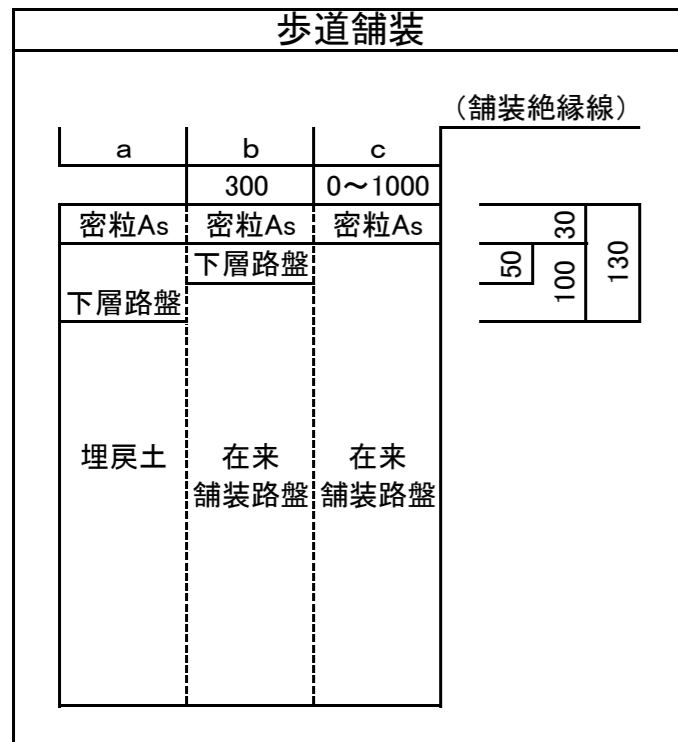 歩道舗装
（舗装絶縁線）
a b c
300 0～1000
密粒As 密粒As 密粒As
30
下層路盤
50
100
130
下層路盤
埋戻土 在来 在来
舗装路盤 舗装路盤